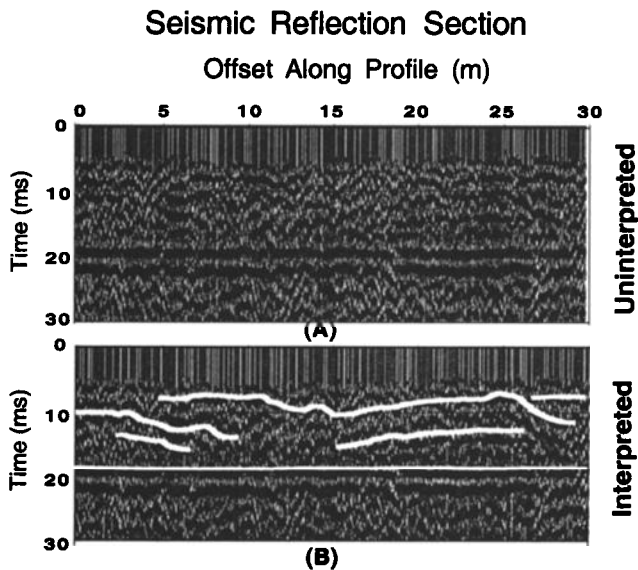 Seismic Reflection Section
Offset Along Profile (m)
0 5 10 15 20 25 30
0
10
20
30
Time (ms)
Uninterpreted
(A)
0
10
20
30
Time (ms)
Interpreted
(B)